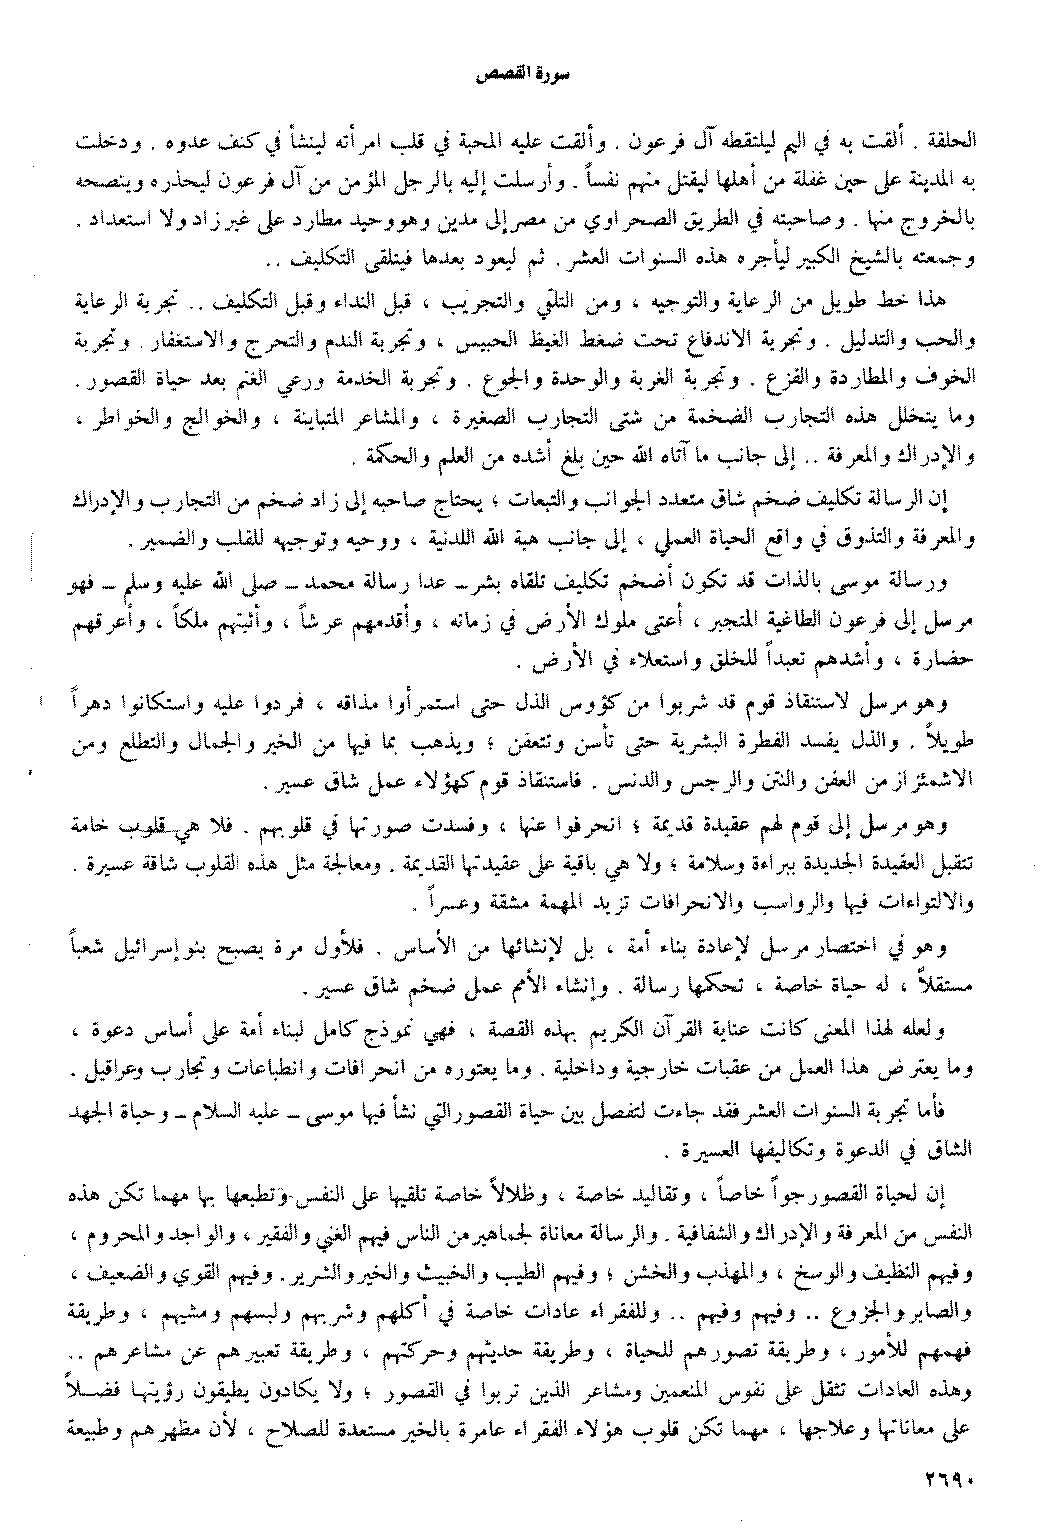 سورة القصص
الحلقة . ألقت به في اليم ليلتقطه آل فرعون . وألقت عليه المحبة في قلب امرأته لينشأ في كنف عدوه . ودخلت
به المدينة على حين غفلة من أهلها ليقتل منهم نفساً . وأرسلت إليه بالرجل المؤمن من آل فرعون ليحذره وينصحه
بالخروج منها . وصاحبته في الطريق الصحراوي من مصر إلى مدين وهو وحيد مطارد على غير زاد ولا استعداد .
وجمعته بالشيخ الكبير ليأجره هذه السنوات العشر . ثم ليعود بعدها فيتلقى التكليف ..
هذا خط طويل من الرعاية والتوجيه ، ومن التلقي والتجريب ، قبل النداء وقبل التكليف .. تجربة الرعاية
والحب والتدليل . وتجربة الاندفاع تحت ضغط الغيظ الحبيس ، وتجربة الندم والتحرج والاستغفار . وتجربة
الخوف والمطاردة والفزع . وتجربة الغربة والوحدة والجوع . وتجربة الخدمة ورعي الغنم بعد حياة القصور .
وما يتخلل هذه التجارب الضخمة من شتى التجارب الصغيرة ، والمشاعر المتباينة ، والخوالج والخواطر ،
والإدراك والمعرفة .. إلى جانب ما آتاه الله حين بلغ أشده من العلم والحكمة .
إن الرسالة تكليف ضخم شاق متعدد الجوانب والتبعات ؛ يحتاج صاحبه إلى زاد ضخم من التجارب والإدراك
والمعرفة والتذوق في واقع الحياة العملي ، إلى جانب هبة الله اللدنية ، ووحيه وتوجيهه للقلب والضمير .
ورسالة موسى بالذات قد تكون أضخم تكليف تلقاه بشر – عدا رسالة محمد – صلى الله عليه وسلم – فهو
مرسل إلى فرعون الطاغية المتجبر ، أعتى ملوك الأرض في زمانه ، وأقدمهم عرشاً ، وأثبتهم ملكاً ، وأعرقهم
حضارة ، وأشدهم تعبداً للخلق واستعلاء في الأرض .
وهو مرسل لاستنقاذ قوم قد شربوا من كؤوس الذل حتى استمرأوا مذاقه ، فمردوا عليه واستكانوا دهراً
طويلاً . والذل يفسد الفطرة البشرية حتى تأسن وتتعفن ؛ ويذهب بما فيها من الخير والجمال والتطلع ومن
الاشمئزاز من العفن والنتن والرجس والدنس . فاستنقاذ قوم كهؤلاء عمل شاق عسير .
وهو مرسل إلى قوم لهم عقيدة قديمة ؛ انحرفوا عنها ، وفسدت صورتها في قلوبهم . فلا هي قلوب خامة
تتقبل العقيدة الجديدة ببراءة وسلامة ؛ ولا هي باقية على عقيدتها القديمة . ومعالجة مثل هذه القلوب شاقة عسيرة .
والالتواءات فيها والرواسب والانحرافات تزيد المهمة مشقة وعسراً .
وهو في اختصار مرسل لإعادة بناء أمة ، بل لإنشائها من الأساس . فلأول مرة يصبح بنو إسرائيل شعباً
مستقلاً ، له حياة خاصة ، تحكمها رسالة . وإنشاء الأمم عمل ضخم شاق عسير .
ولعله لهذا المعنى كانت عناية القرآن الكريم بهذه القصة ، فهي نموذج كامل لبناء أمة على أساس دعوة ،
وما يعترض هذا العمل من عقبات خارجية وداخلية . وما يعتوره من انحرافات وانطباعات وتجارب وعراقيل .
فأما تجربة السنوات العشر فقد جاءت لتفصل بين حياة القصور التي نشأ فيها موسى – عليه السلام – وحياة الجهد
الشاق في الدعوة وتكاليفها العسيرة .
إن لحياة القصور جواً خاصاً ، وتقاليد خاصة ، وظلالاً خاصة تلقيها على النفس وتطبعها بها مهما تكن هذه
النفس من المعرفة والإدراك والشفافية . والرسالة معاناة لجماهير من الناس فيهم الغني والفقير ، والواجد والمحروم ،
وفيهم النظيف والوسخ ، والمهذب والخشن ؛ وفيهم الطيب والخبيث والخير والشرير . وفيهم القوي والضعيف ،
والصابر والجزوع .. وفيهم وفيهم .. وللفقراء عادات خاصة في أكلهم وشربهم ولبسهم ومشيهم ، وطريقة
فهمهم للأمور ، وطريقة تصورهم للحياة ، وطريقة حديثهم وحركتهم ، وطريقة تعبيرهم عن مشاعرهم ..
وهذه العادات تثقل على نفوس المنعمين ومشاعر الذين تربوا في القصور ؛ ولا يكادون يطيقون رؤيتها فضلاً
على معاناتها وعلاجها ، مهما تكن قلوب هؤلاء الفقراء عامرة بالخير مستعدة للصلاح ، لأن مظهرهم وطبيعة
٢٦٩٠